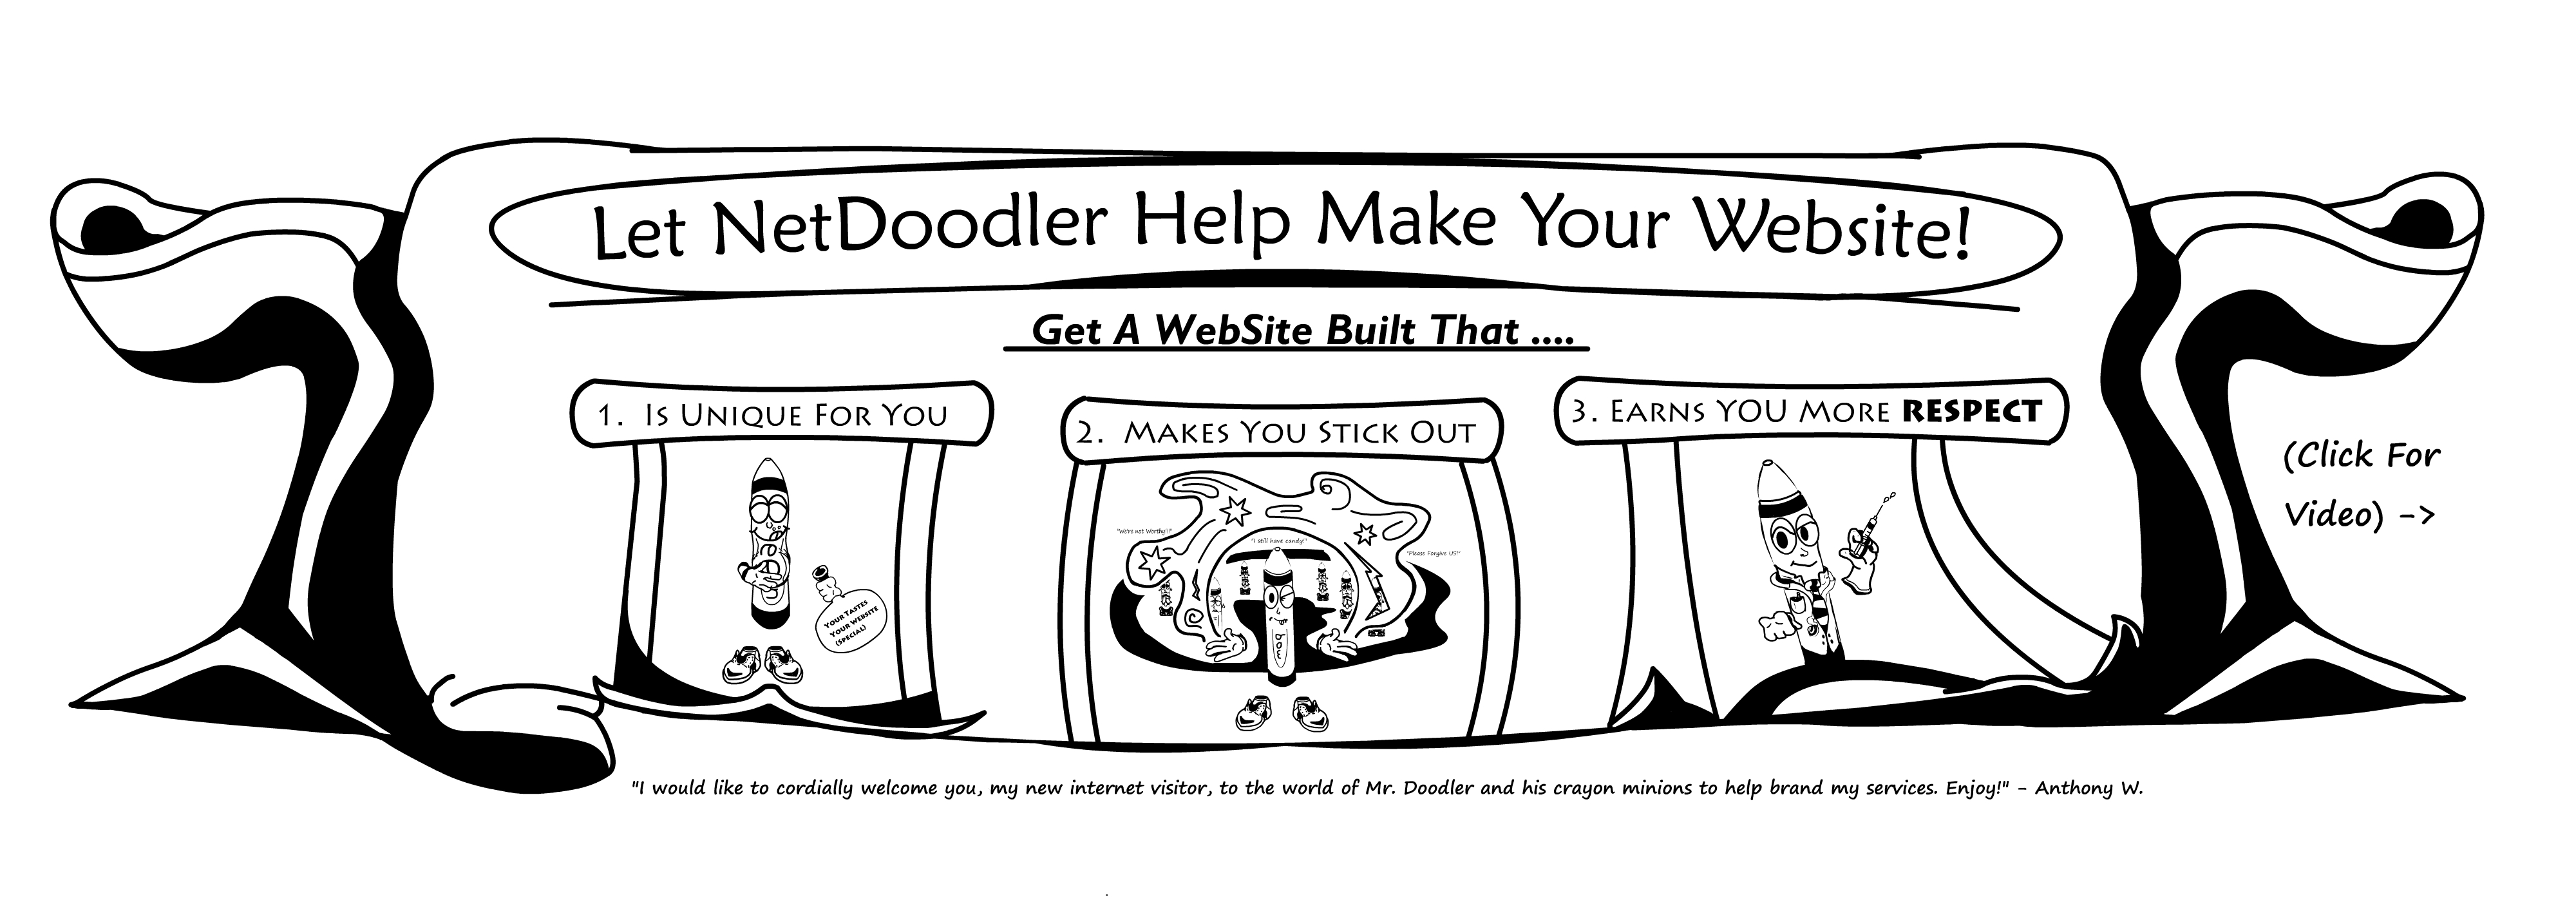 Let NetDoodler Help Make Your Website!
Get A WebSite Built That ....
1. Is Unique For You
2. Makes You Stick Out
3. Earns YOU More RESPECT
(Click For
Video) ->
"We're not Worthy!!!"
"I still have candy!"
"Please Forgive US!"
Your Tastes
Your Website
(Special)
"I would like to cordially welcome you, my new internet visitor, to the world of Mr. Doodler and his crayon minions to help brand my services. Enjoy!" - Anthony W.